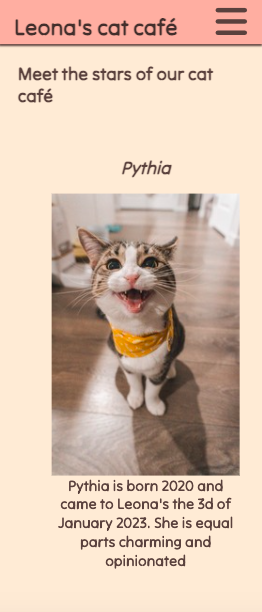 Leona's cat café
Meet the stars of our cat
café
Pythia
Pythia is born 2020 and
came to Leona's the 3d of
January 2023. She is equal
parts charming and
opinionated